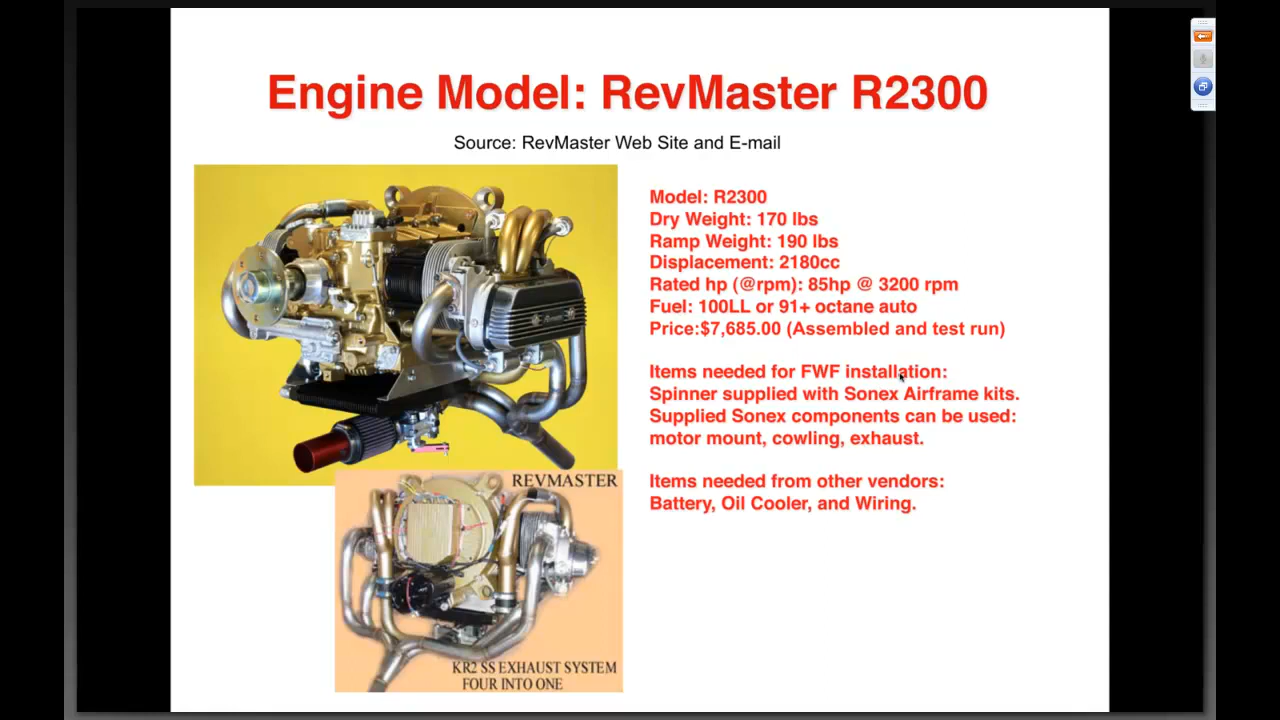 Engine Model: RevMaster R2300
Source: RevMaster Web Site and E-mail
Model: R2300
Dry Weight: 170 lbs
Ramp Weight: 190 lbs
Displacement: 2180cc
Rated hp (@rpm): 85hp @ 3200 rpm
Fuel: 100LL or 91+ octane auto
Price:$7,685.00 (Assembled and test run)
Items needed for FWF installation:
Spinner supplied with Sonex Airframe kits.
Supplied Sonex components can be used:
motor mount, cowling, exhaust.
Items needed from other vendors:
Battery, Oil Cooler, and Wiring.
REVMASTER
KR2 SS EXHAUST SYSTEM
FOUR INTO ONE